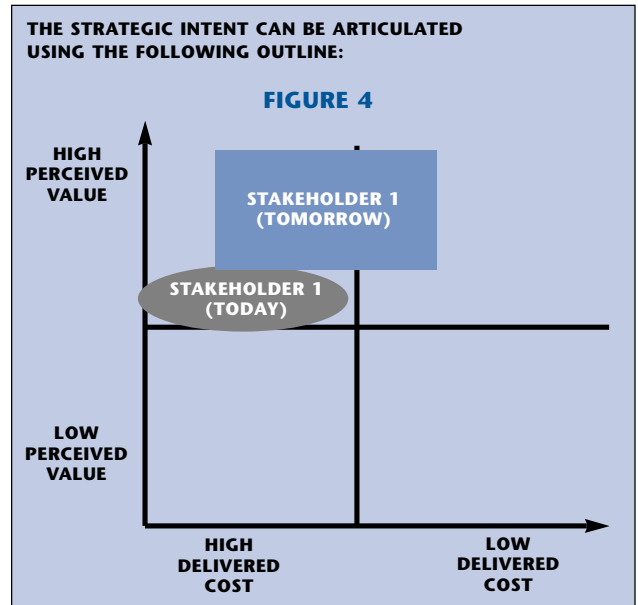 THE STRATEGIC INTENT CAN BE ARTICULATED
USING THE FOLLOWING OUTLINE:
FIGURE 4
HIGH
PERCEIVED
VALUE
STAKEHOLDER 1
(TOMORROW)
STAKEHOLDER 1
(TODAY)
LOW
PERCEIVED
VALUE
HIGH
DELIVERED
COST
LOW
DELIVERED
COST